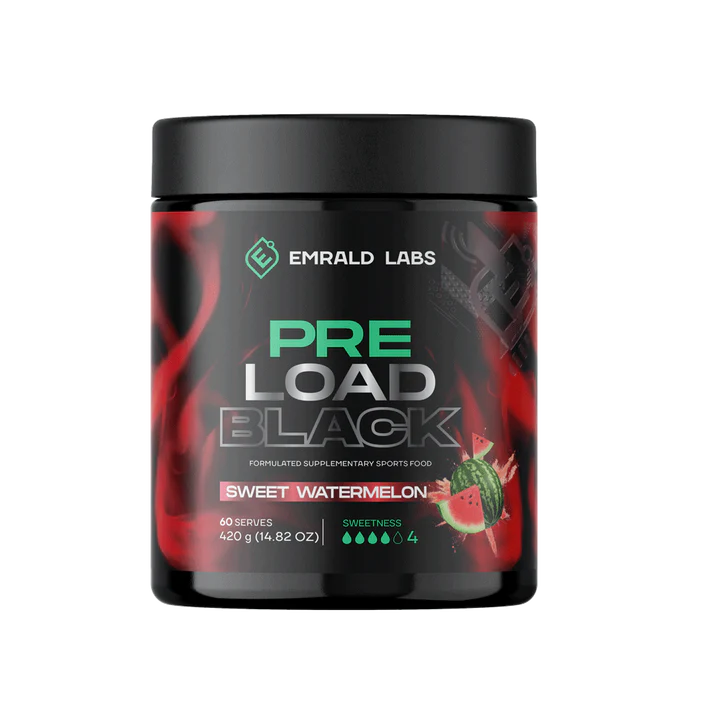 EMRALD LABS
PRE
LOAD
BLACK
FORMULATED SUPPLEMENTARY SPORTS FOOD
SWEET WATERMELON
60 SERVES
420 g (14.82 OZ)
SWEETNESS
4